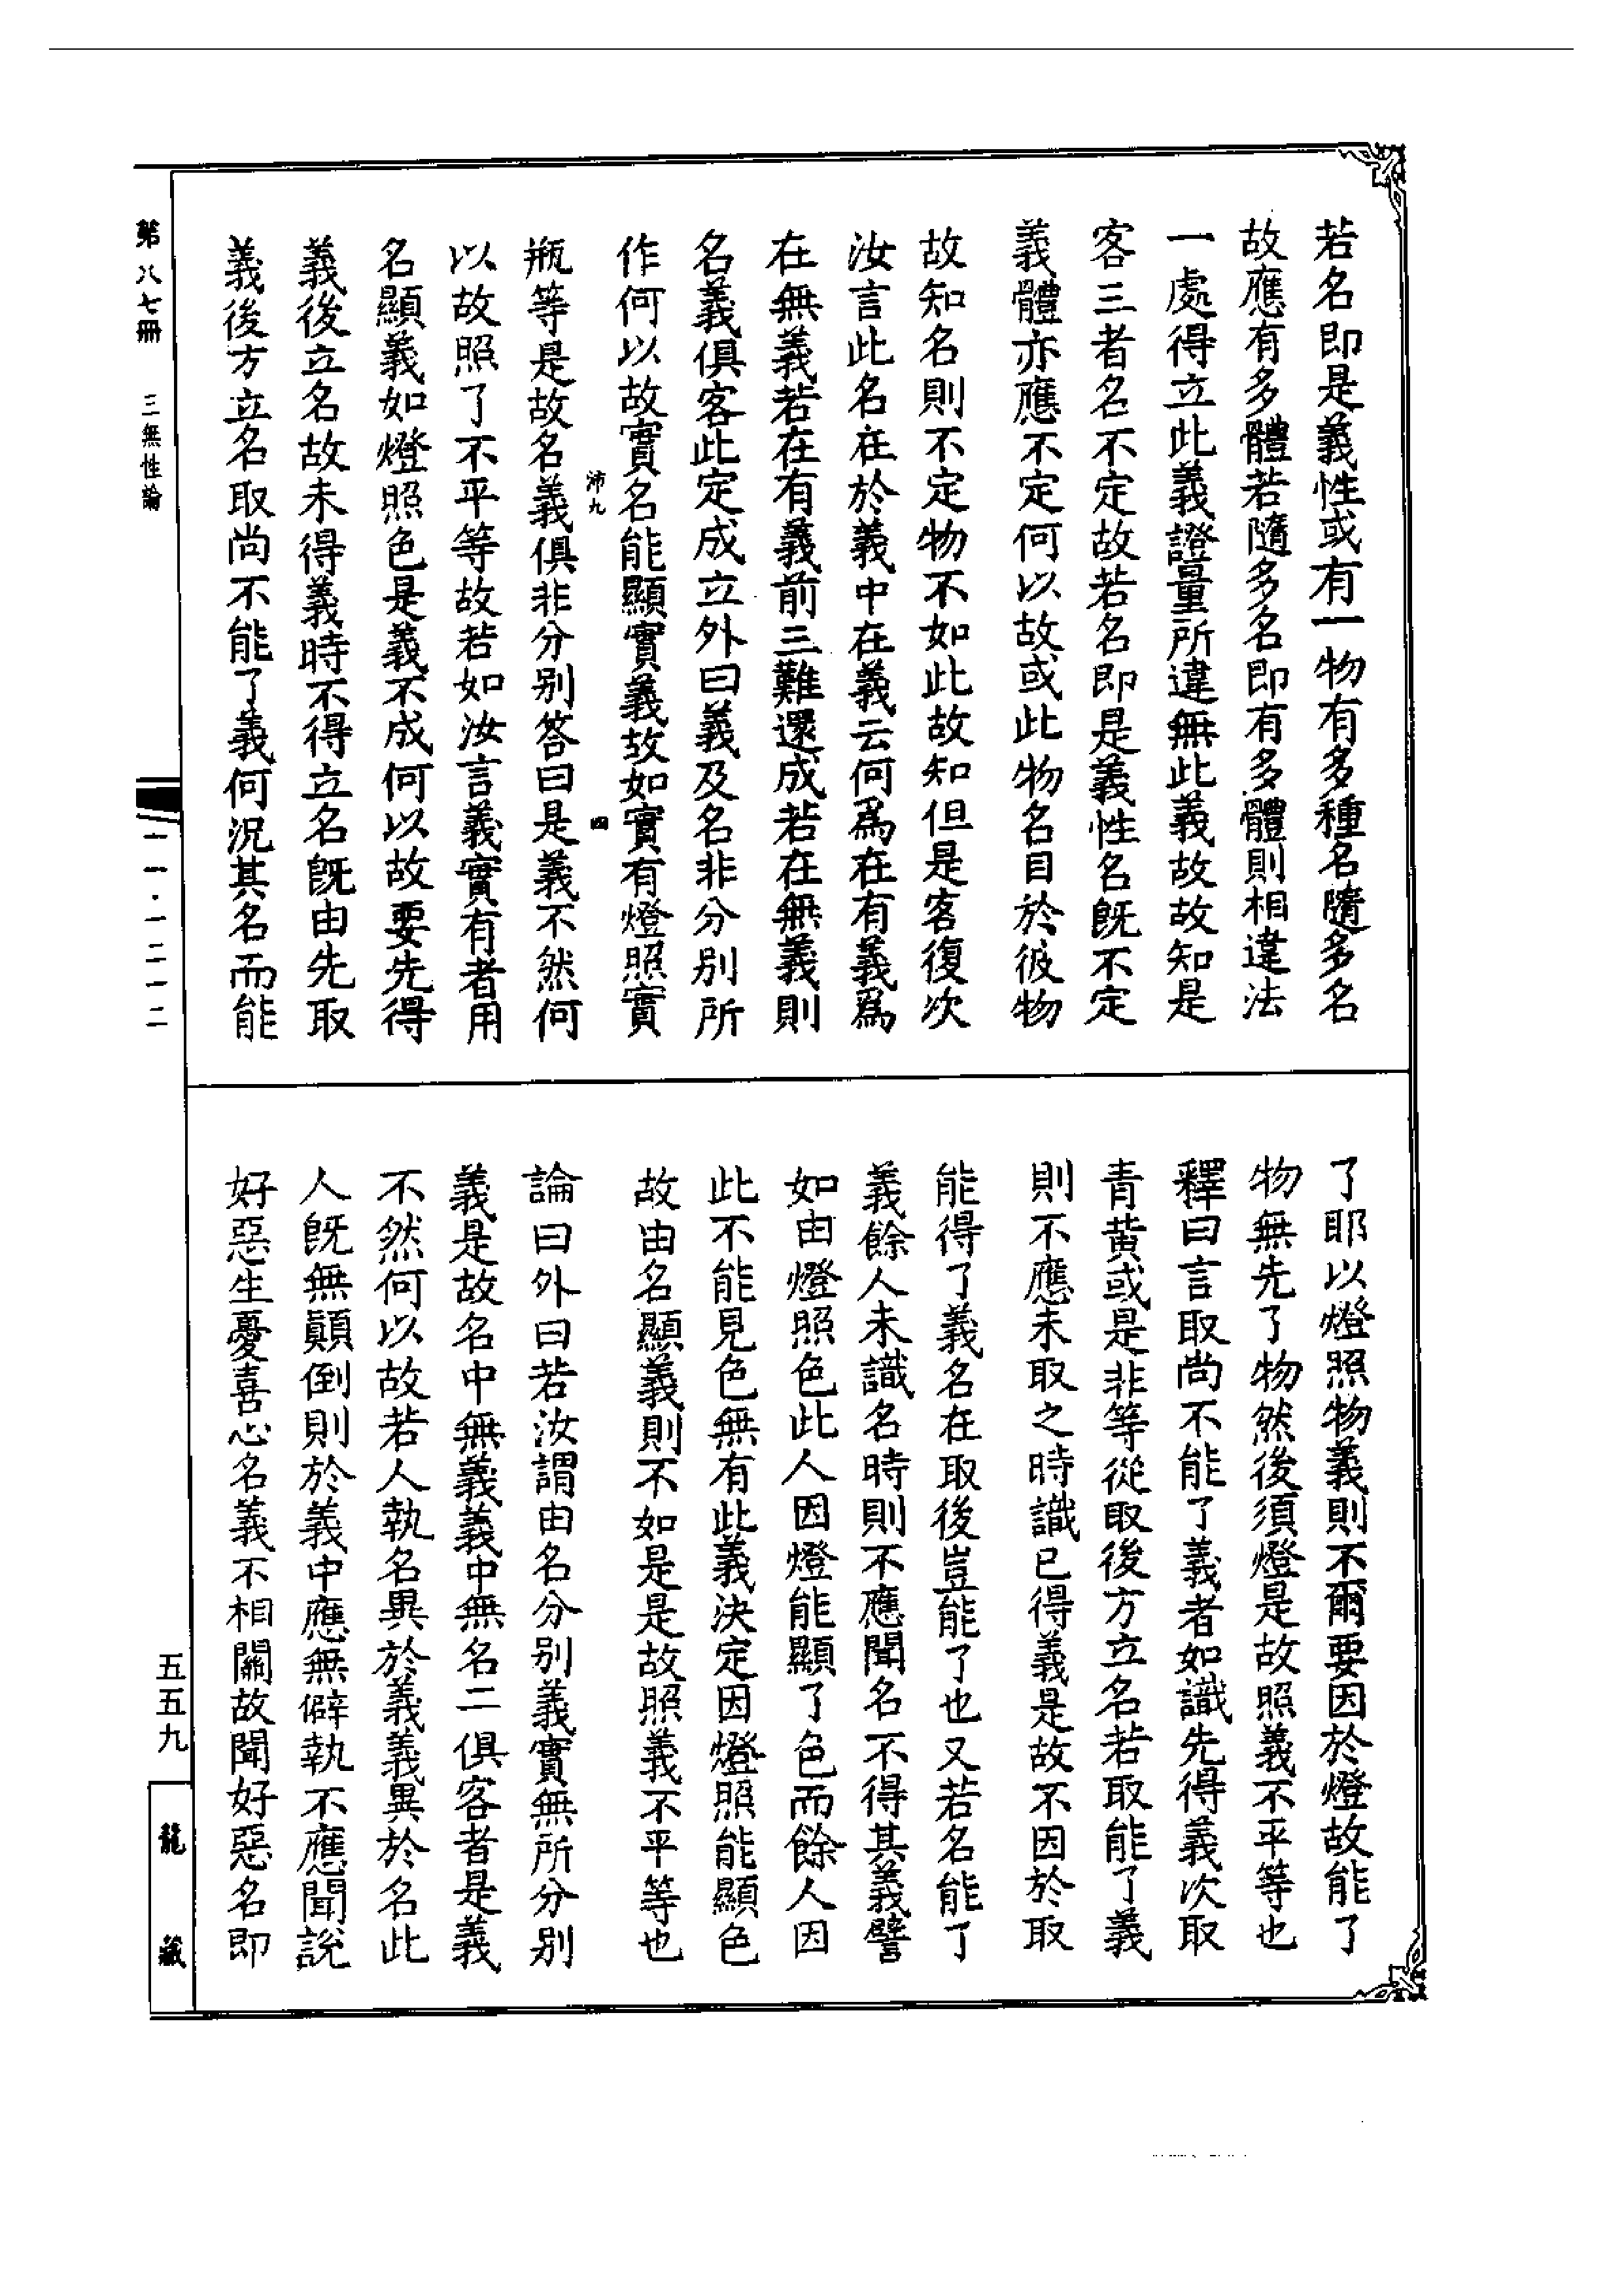 若名即是義性或有一物有多種名隨多名
故應有多體若隨多名即有多體則相違法
一處得立此義證量所違無此義故故知是
客三者名不定故若名即是義性名旣不定
義體亦應不定何以故或此物名目於彼物
故知名則不定物不如此故知但是客復次
汝言此名在於義中在義云何爲在有義爲
在無義若在有義前三難還成若在無義則
名義俱客此定成立外曰義及名非分別所
作何以故實名能顯實義故如實有燈照實
沛九
四
瓶等是故名義俱非分別答曰是義不然何
以故照了不平等故若如汝言義實有者用
名顯義如燈照色是義不成何以故要先得
義後立名故未得義時不得立名旣由先取
義後方立名取尚不能了義何況其名而能
了耶以燈照物義則不爾要因於燈故能了
物無先了物然後須燈是故照義不平等也
釋曰言取尚不能了義者如識先得義次取
青黃或是非等從取後方立名若取能了義
則不應未取之時識已得義是故不因於取
能得了義名在取後豈能了也又若名能了
義餘人未識名時則不應聞名不得其義譬
如由燈照色此人因燈能顯了色而餘人因
此不能見色無有此義決定因燈照能顯色
故由名顯義則不如是是故照義不平等也
論曰外曰若汝謂由名分別義實無所分別
義是故名中無義義中無名二俱客者是義
不然何以故若人執名異於義義異於名此
人旣無顚倒則於義中應無僻執不應聞說
好惡生憂喜心名義不相關故聞好惡名即
第八七冊
三無性論
一一·一二一二
五五九
龍藏